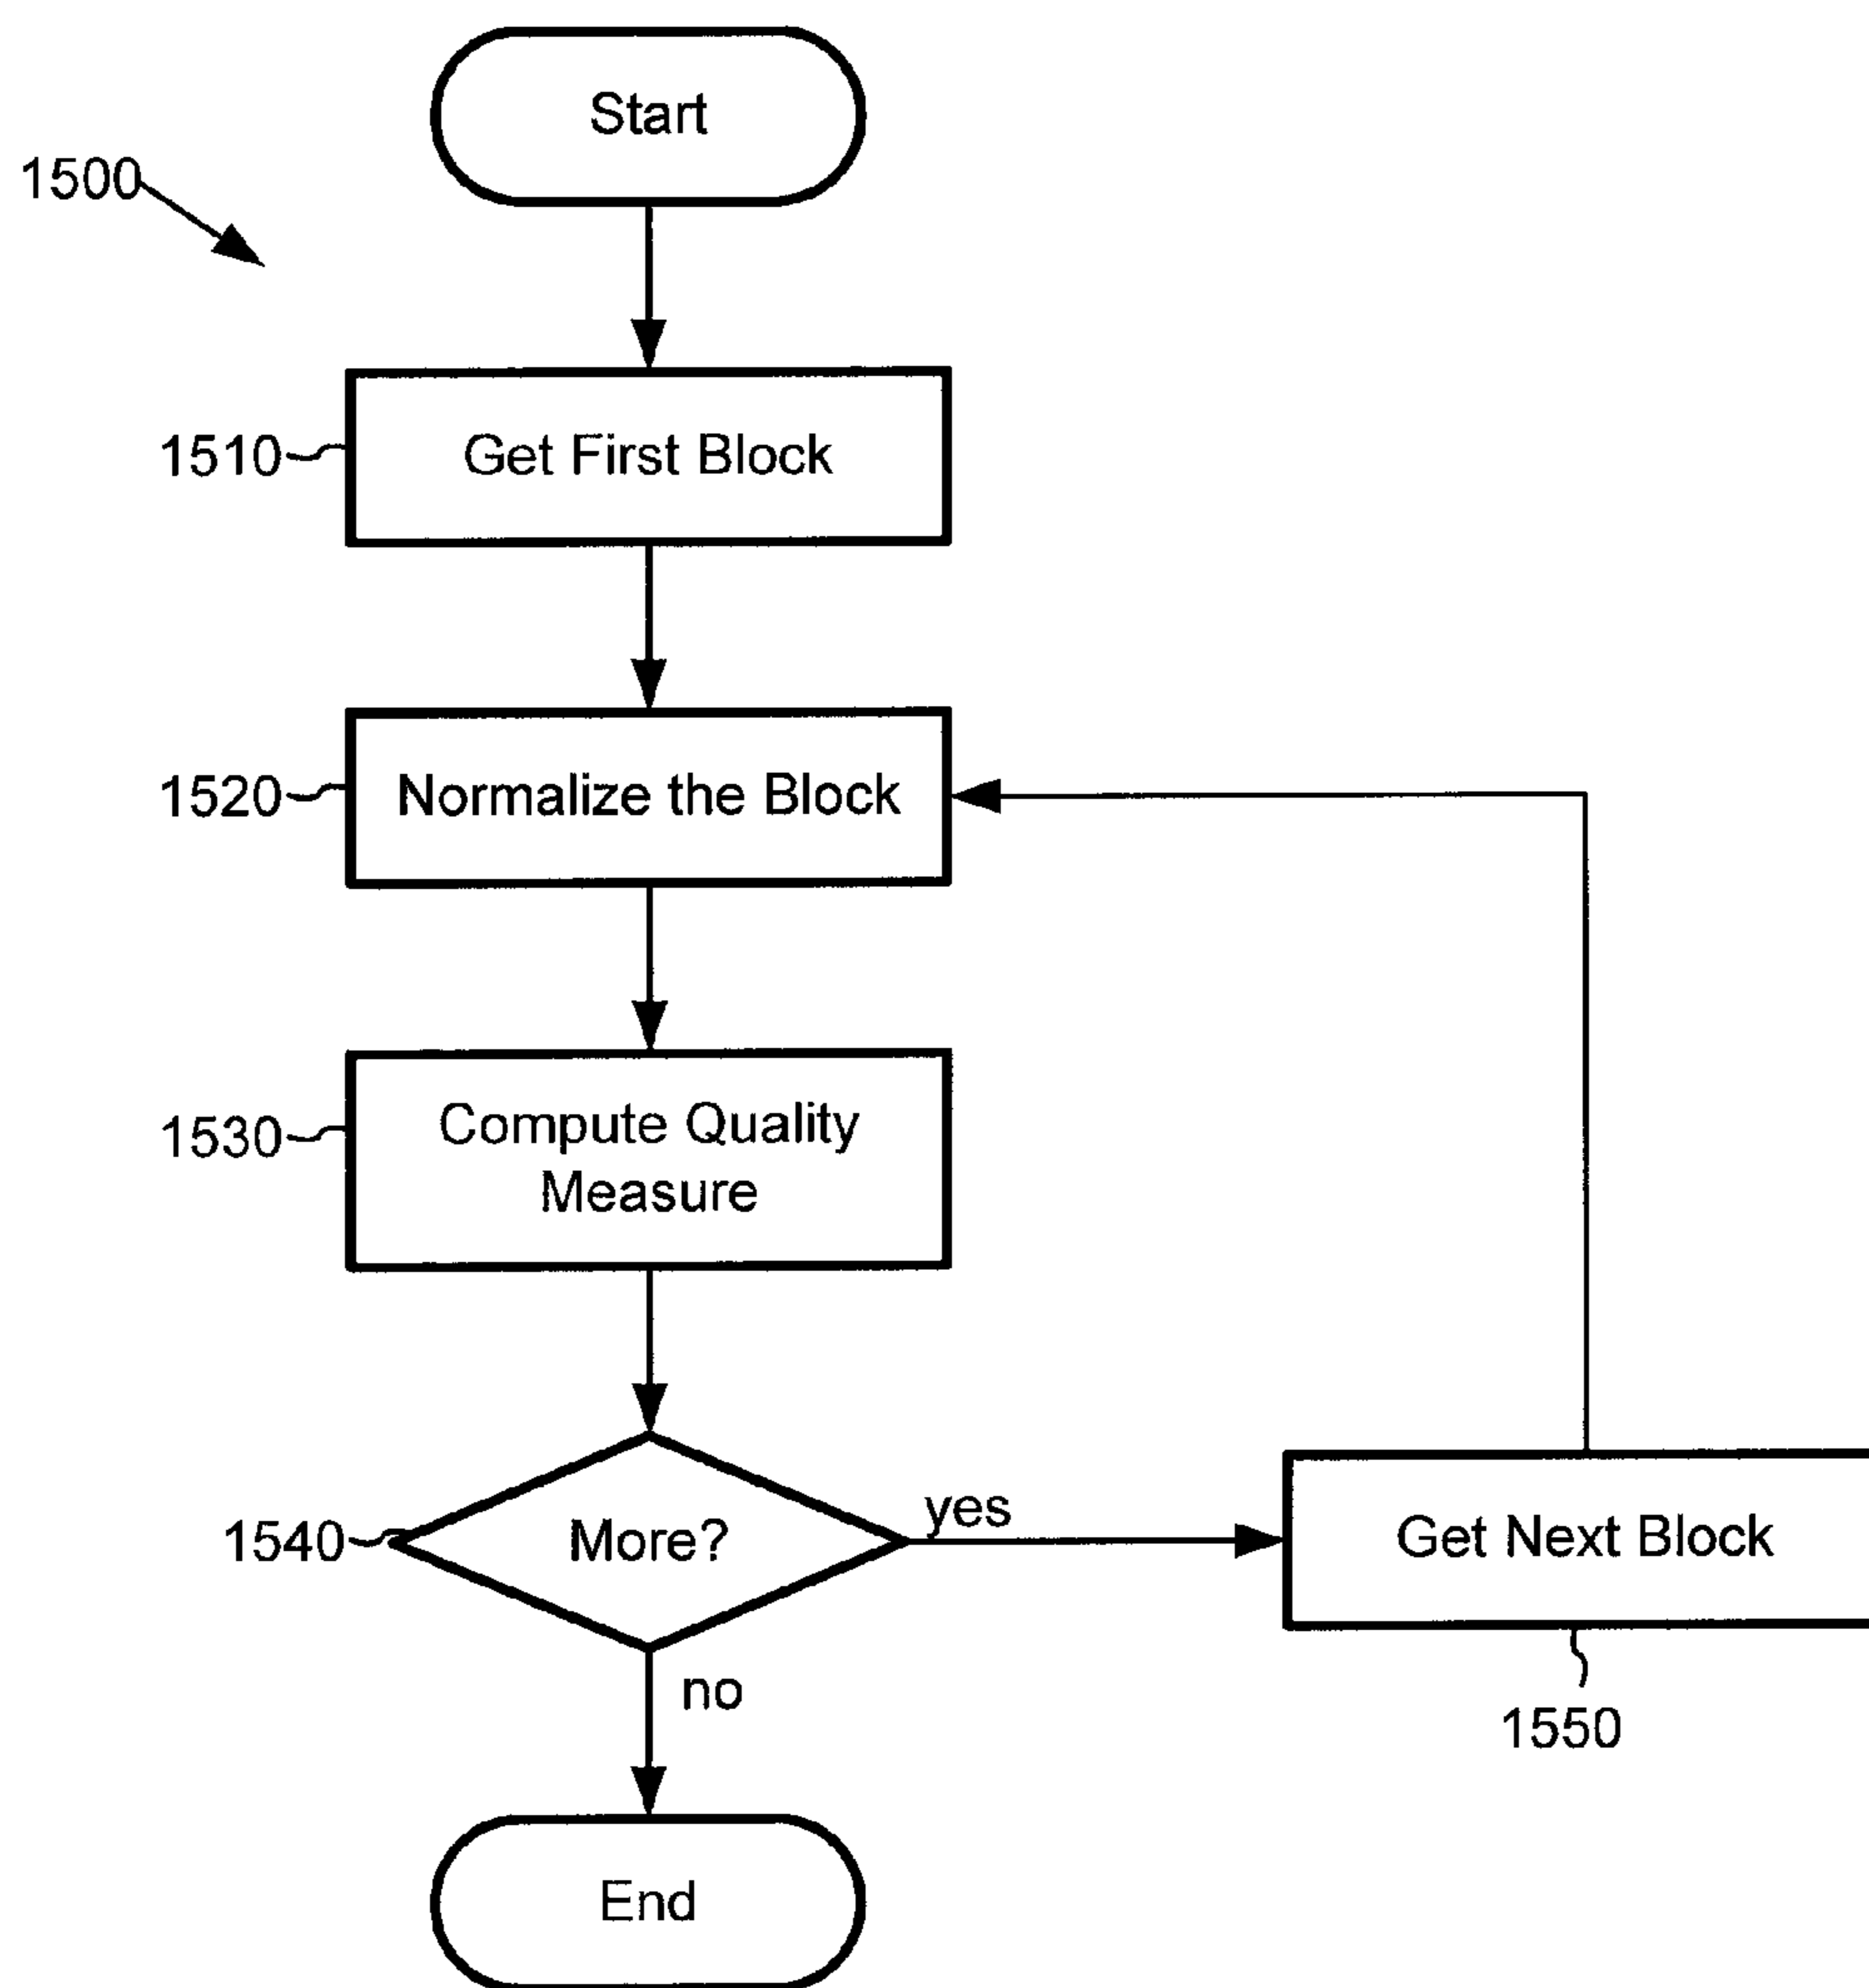 Start
1500
1510
Get First Block
1520
Normalize the Block
1530
Compute Quality
Measure
1540
More?
yes
Get Next Block
no
1550
End